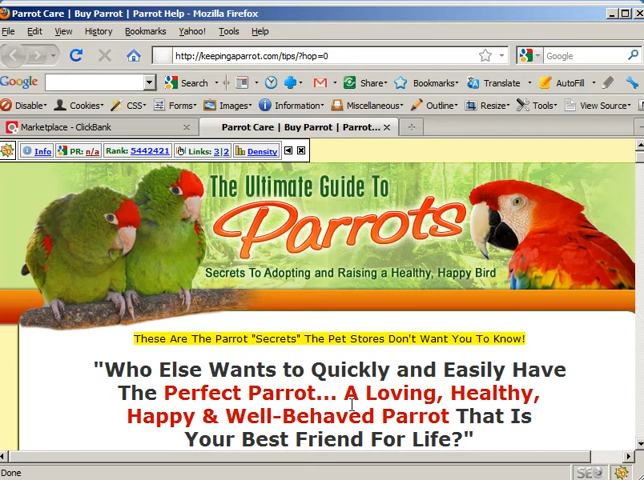 Parrot Care | Buy Parrot | Parrot Help - Mozilla Firefox
File Edit View History Bookmarks Yahoo! Tools Help
http://keepingaparrot.com/tips/?hop=0
Google
Google Search Share Bookmarks Translate AutoFill
Disable Cookies CSS Forms Images Information Miscellaneous Outline Resize Tools View Source
Marketplace - ClickBank
Parrot Care | Buy Parrot | Parrot...
Info PR: n/a Rank: 5442421 Links: 3|2 Density
The Ultimate Guide To
Parrots
Secrets To Adopting and Raising a Healthy, Happy Bird
These Are The Parrot "Secrets" The Pet Stores Don't Want You To Know!
"Who Else Wants to Quickly and Easily Have
The Perfect Parrot... A Loving, Healthy,
Happy & Well-Behaved Parrot That Is
Your Best Friend For Life?"
Done
SEO